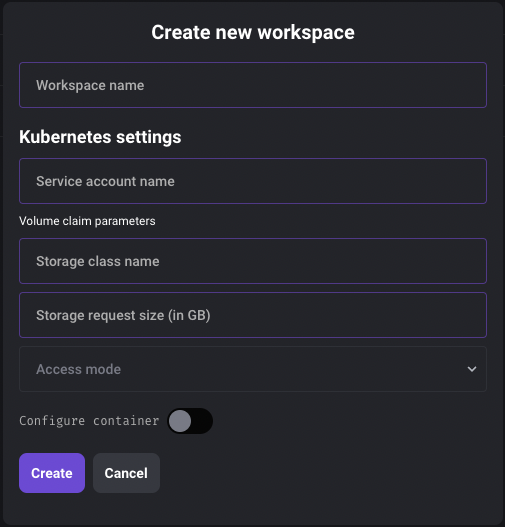 Create new workspace
Workspace name
Kubernetes settings
Service account name
Volume claim parameters
Storage class name
Storage request size (in GB)
Access mode
Configure container
Create Cancel